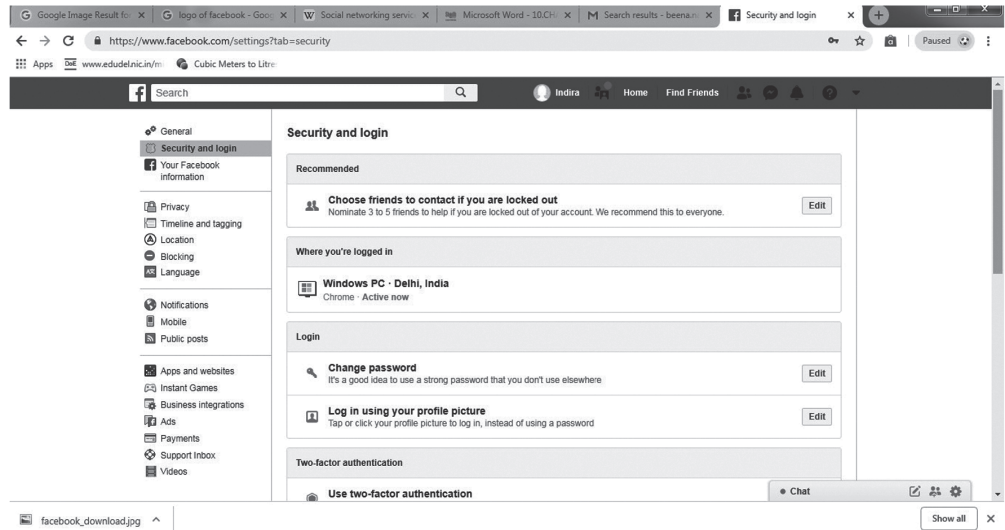 Google Image Result fo
logo of facebook - Goog
Social networking servic
Microsoft Word - 10.CH
Search results - beena.n
Security and login
https://www.facebook.com/settings?tab=security
Paused
Apps
www.edudel.nic.in/m
Cubic Meters to Litre
Search
Indira
Home
Find Friends
General
Security and login
Your Facebook
information
Privacy
Timeline and tagging
Location
Blocking
Language
Notifications
Mobile
Public posts
Apps and websites
Instant Games
Business integrations
Ads
Payments
Support Inbox
Videos
Security and login
Recommended
Choose friends to contact if you are locked out
Nominate 3 to 5 friends to help if you are locked out of your account. We recommend this to everyone.
Edit
Where you're logged in
Windows PC · Delhi, India
Chrome · Active now
Login
Change password
It's a good idea to use a strong password that you don't use elsewhere
Edit
Log in using your profile picture
Tap or click your profile picture to log in, instead of using a password
Edit
Two-factor authentication
Use two-factor authentication
Chat
facebook_download.jpg
Show all